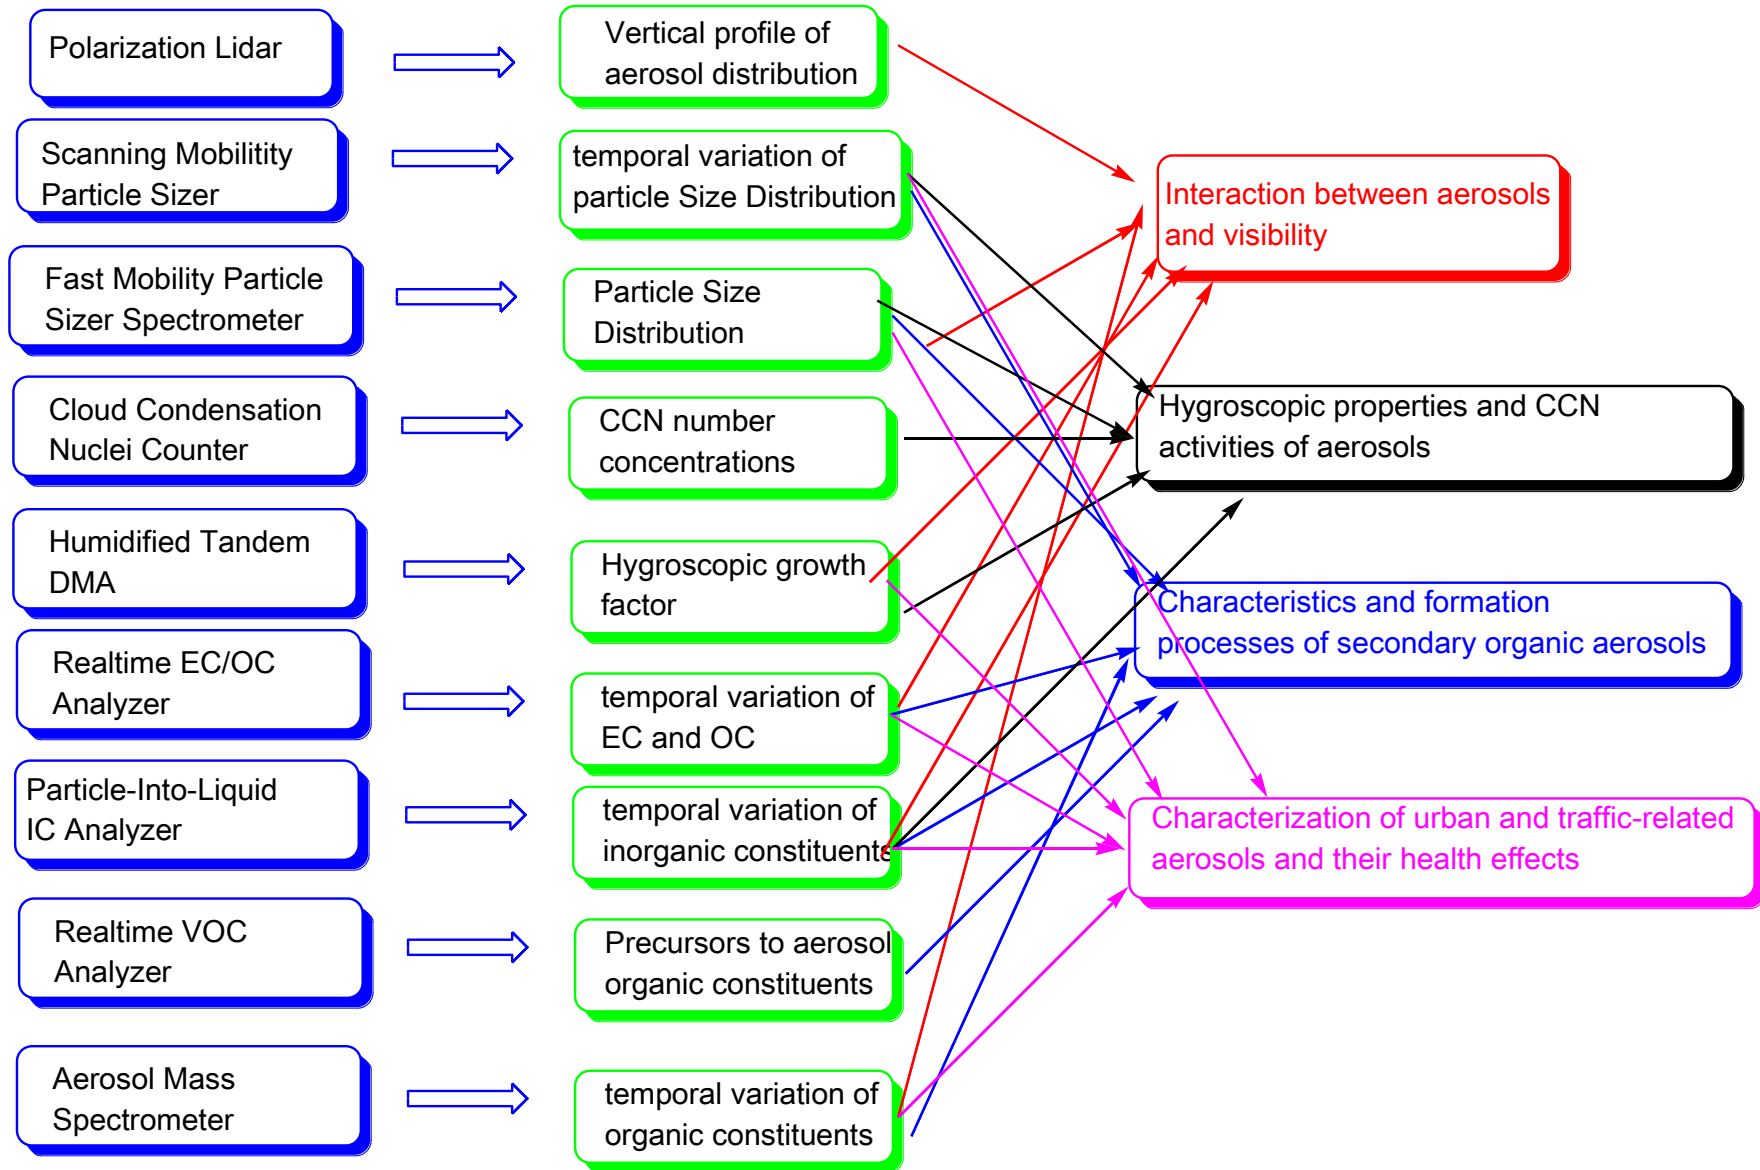 Polarization Lidar
Vertical profile of
aerosol distribution
Scanning Mobilitity
Particle Sizer
temporal variation of
particle Size Distribution
Interaction between aerosols
and visibility
Fast Mobility Particle
Sizer Spectrometer
Particle Size
Distribution
Cloud Condensation
Nuclei Counter
CCN number
concentrations
Hygroscopic properties and CCN
activities of aerosols
Humidified Tandem
DMA
Hygroscopic growth
factor
Characteristics and formation
processes of secondary organic aerosols
Realtime EC/OC
Analyzer
temporal variation of
EC and OC
Particle-Into-Liquid
IC Analyzer
temporal variation of
inorganic constituents
Characterization of urban and traffic-related
aerosols and their health effects
Realtime VOC
Analyzer
Precursors to aerosol
organic constituents
Aerosol Mass
Spectrometer
temporal variation of
organic constituents